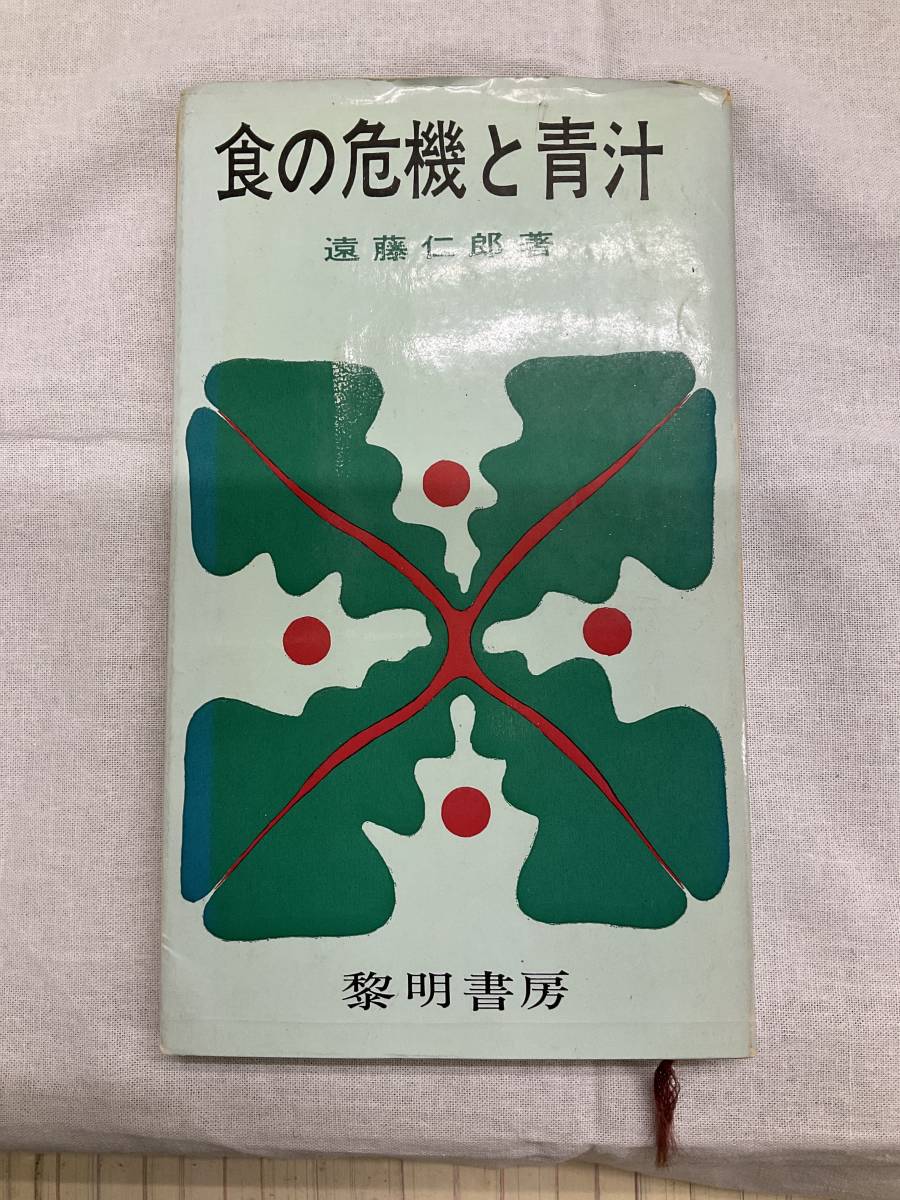 食の危機と青汁
遠藤仁郎著
黎明書房